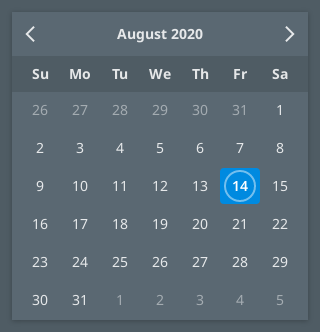 August 2020
Su Mo Tu We Th Fr Sa
26 27 28 29 30 31 1
2 3 4 5 6 7 8
9 10 11 12 13 14 15
16 17 18 19 20 21 22
23 24 25 26 27 28 29
30 31 1 2 3 4 5